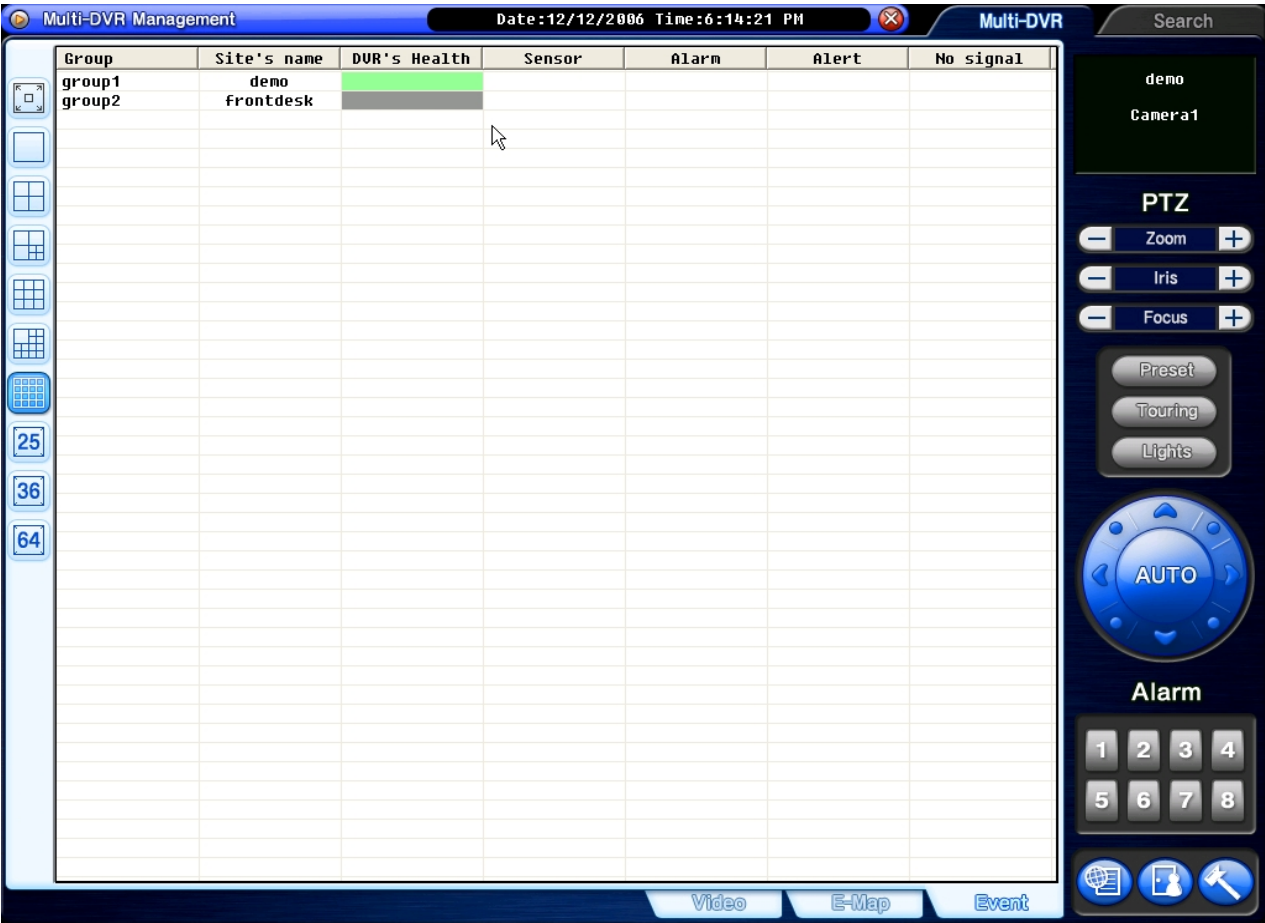 Multi-DVR Management
Date:12/12/2006 Time:6:14:21 PM
Multi-DVR
Search
Group Site's name DVR's Health Sensor Alarm Alert No signal
group1 demo
group2 frontdesk
demo
Camera1
PTZ
Zoom
Iris
Focus
Preset
Touring
Lights
25
36
64
AUTO
Alarm
1 2 3 4
5 6 7 8
Video E-Map Event